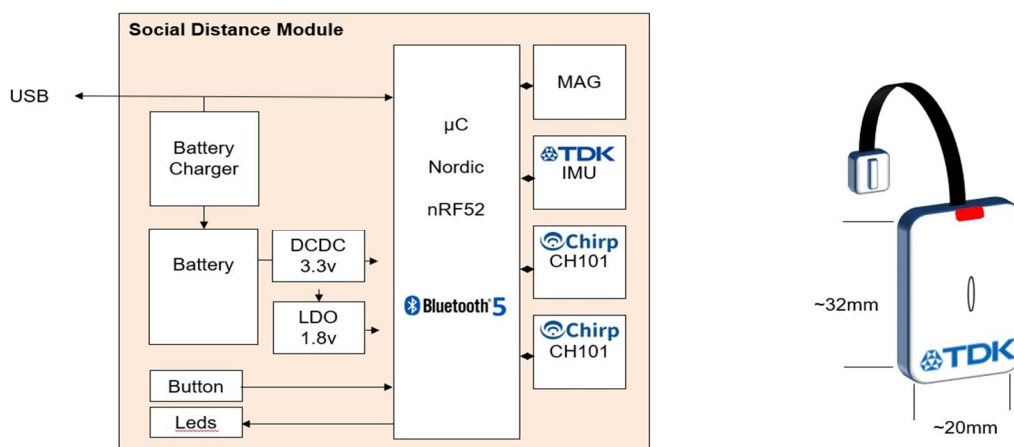 Social Distance Module
USB
Battery
Charger
Battery
DCDC
3.3v
LDO
1.8v
Button
Leds
µC
Nordic
nRF52
Bluetooth® 5
MAG
TDK
IMU
Chirp
CH101
Chirp
CH101
~32mm
TDK
~20mm